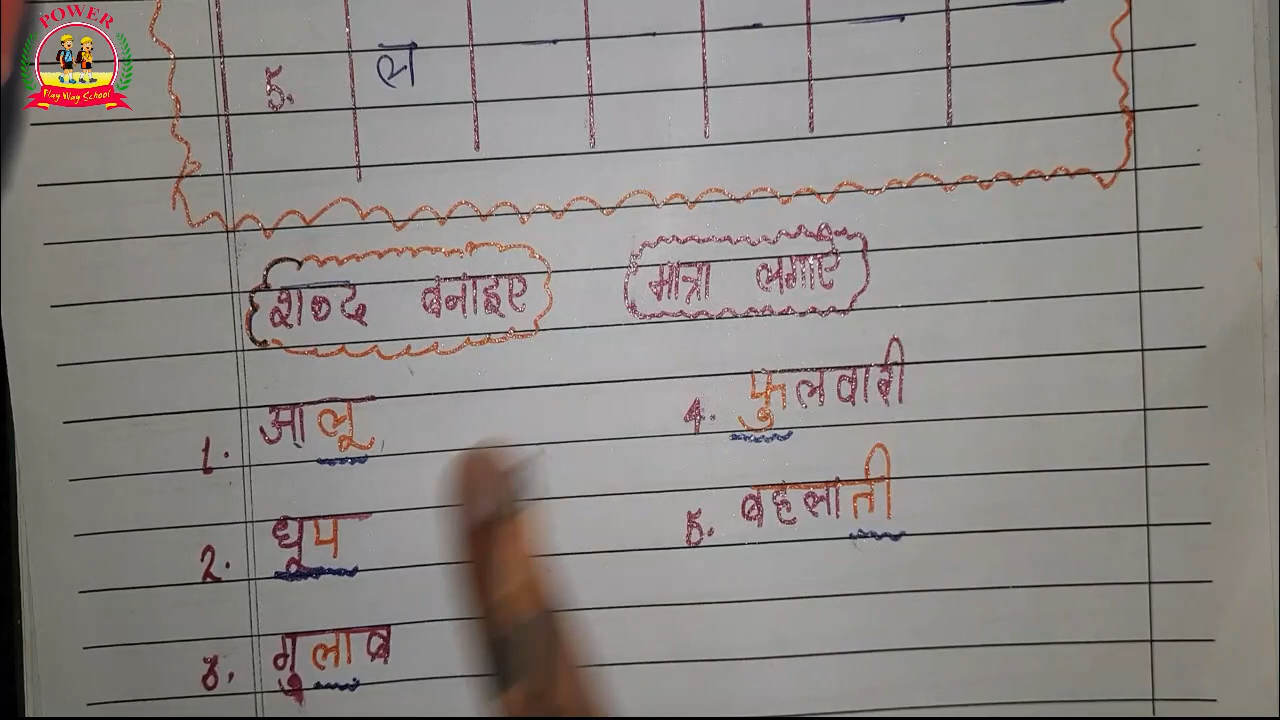 POWER
Play Way School
5. स
शब्द बनाइए
मात्रा लगाएँ
1. आलू
2. धूप
3. गुलाब
4. फुलवारी
5. बहलाती